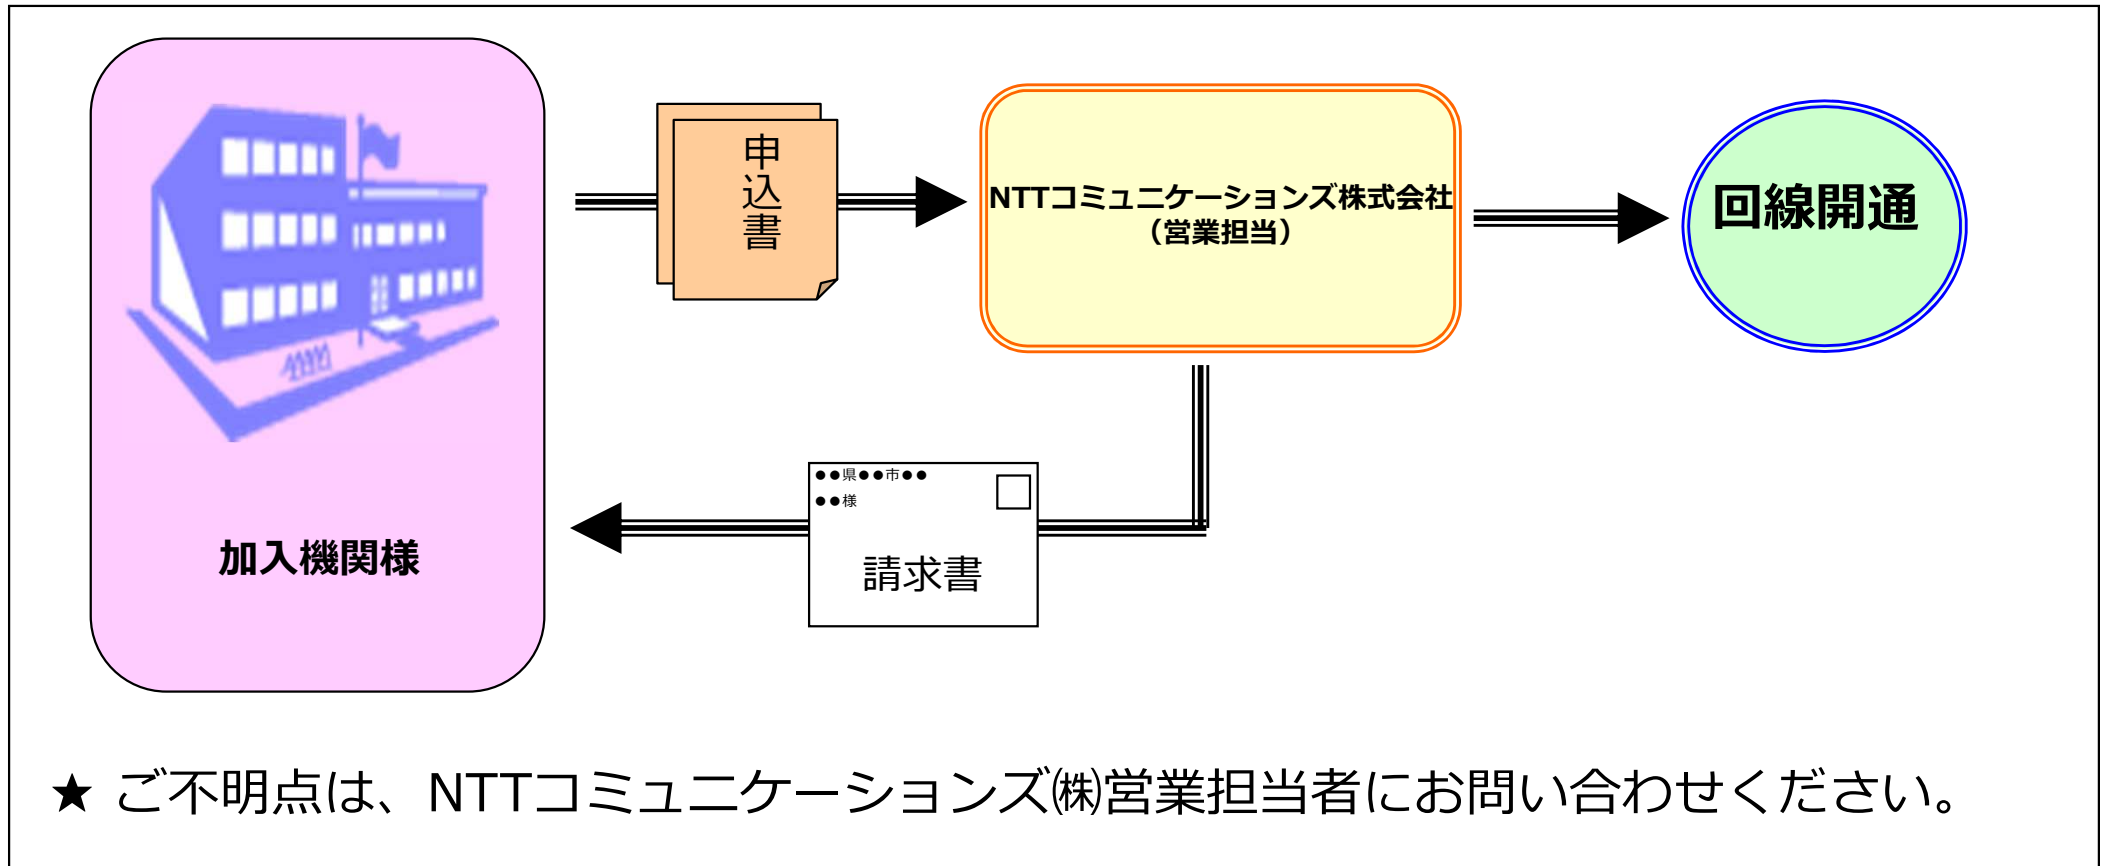 申込書
NTTコミュニケーションズ株式会社
（営業担当）
回線開通
●●県●●市●●
●●様
請求書
加入機関様
★ ご不明点は、NTTコミュニケーションズ㈱営業担当者にお問い合わせください。